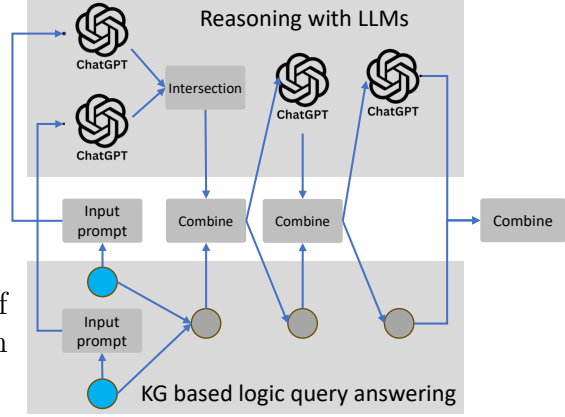 Reasoning with LLMs
ChatGPT
Intersection
ChatGPT
ChatGPT
ChatGPT
Input
prompt
Combine
Combine
Combine
of
Input
prompt
KG based logic query answering